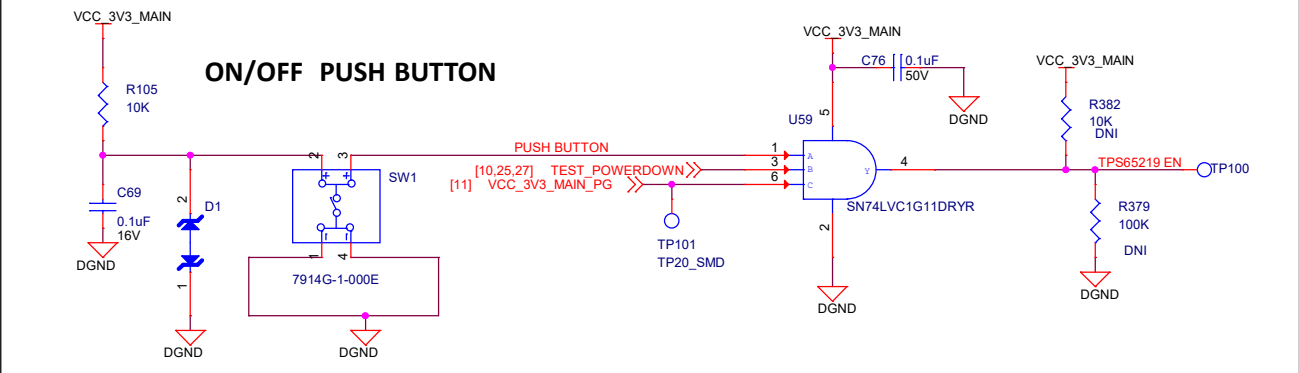 VCC_3V3_MAIN
R105
10K
ON/OFF PUSH BUTTON
C69
0.1uF
16V
DGND
2
D1
1
DGND
2
3
SW1
1
4
7914G-1-000E
DGND
PUSH BUTTON
[10,25,27] TEST_POWERDOWN
[11] VCC_3V3_MAIN_PG
TP101
TP20_SMD
VCC_3V3_MAIN
C76
0.1uF
50V
DGND
U59
5
1
A
3
B
6
C
Y
4
SN74LVC1G11DRYR
2
DGND
VCC_3V3_MAIN
R382
10K
DNI
TPS65219 EN
TP100
R379
100K
DNI
DGND